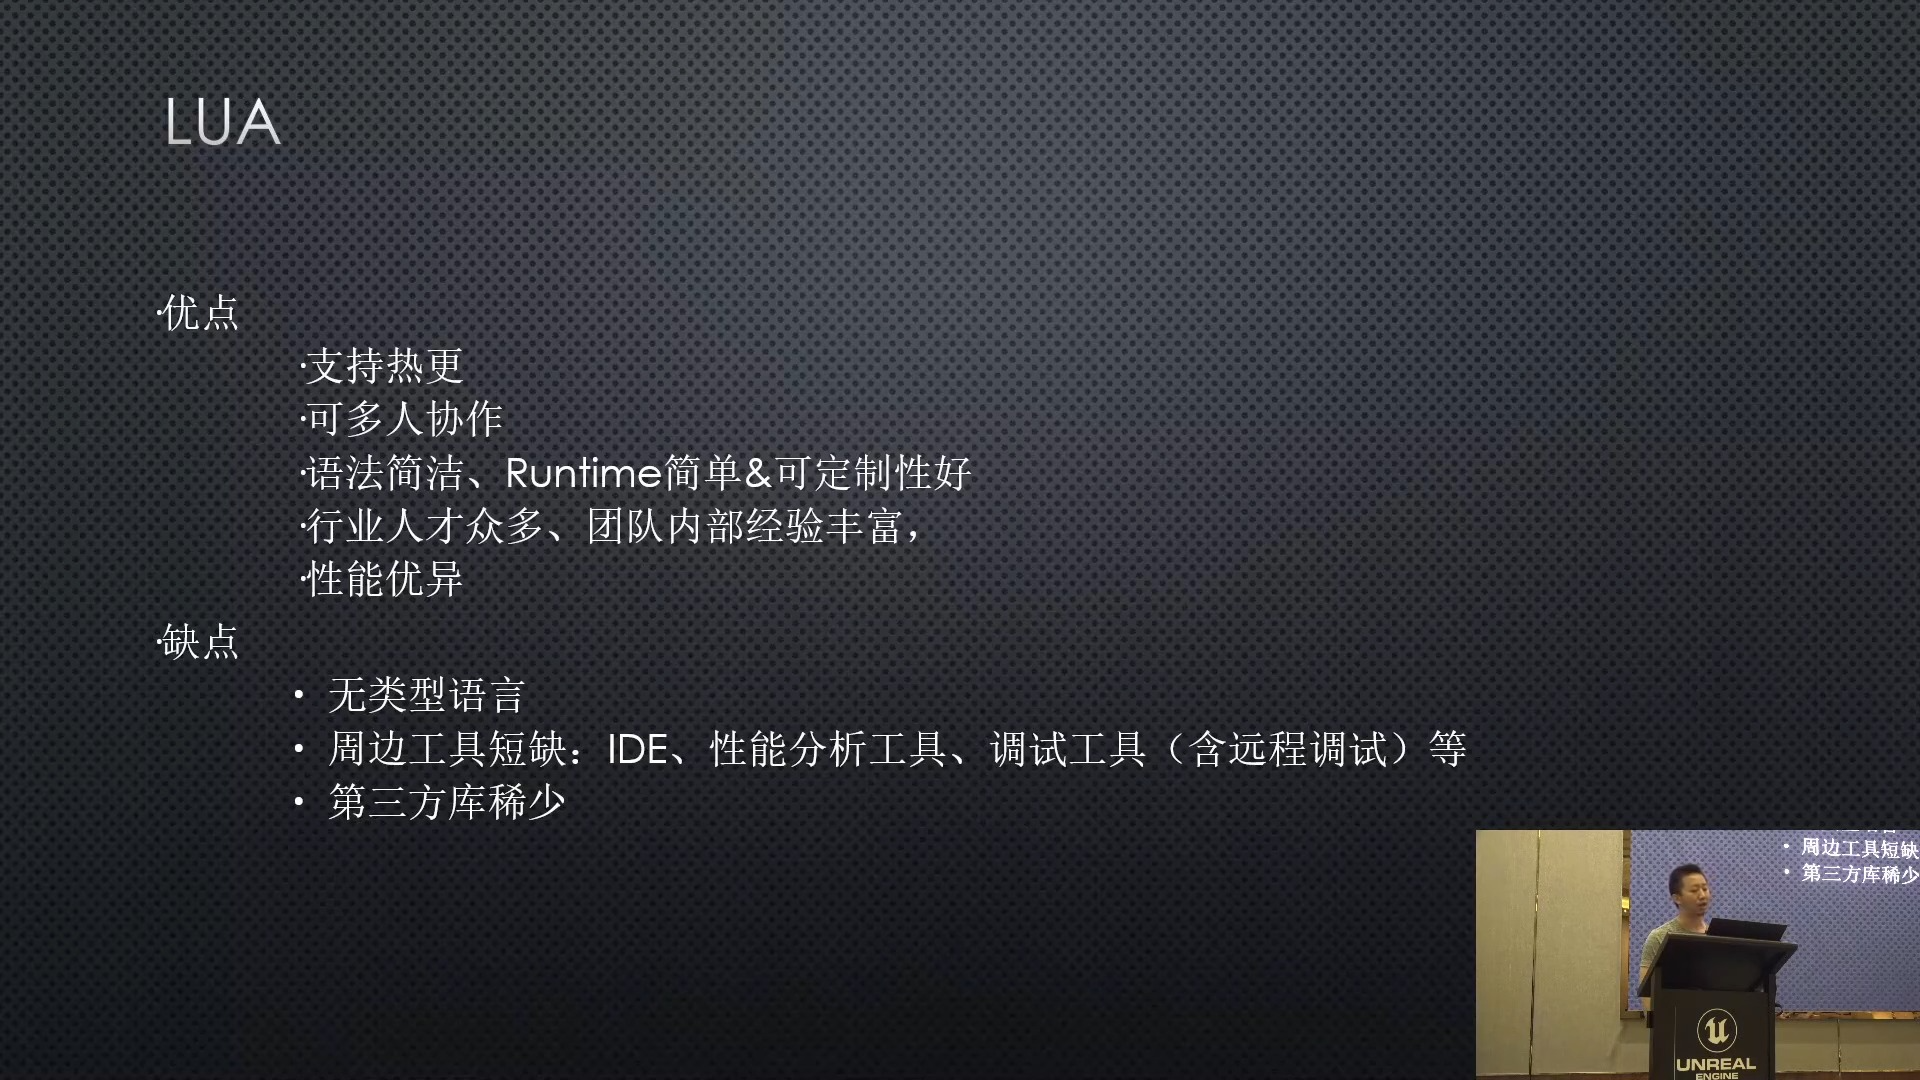 LUA
·优点
·支持热更
·可多人协作
·语法简洁、Runtime简单&可定制性好
·行业人才众多、团队内部经验丰富，
·性能优异
·缺点
• 无类型语言
• 周边工具短缺：IDE、性能分析工具、调试工具（含远程调试）等
• 第三方库稀少
• 周边工具短缺
• 第三方库稀少
UNREAL
ENGINE